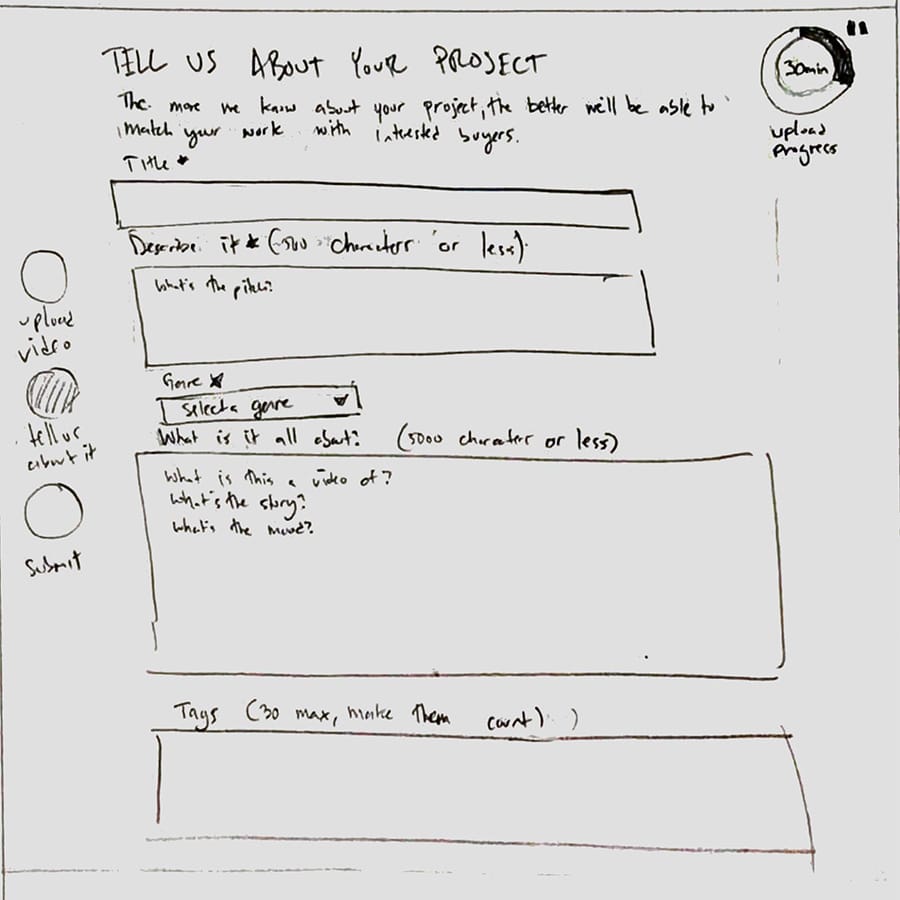 TELL US ABOUT YOUR PROJECT
The more we know about your project, the better we'll be able to
match your work with interested buyers.
30min
upload
progress
Title *
Describe it * (500 characters or less)
What's the pitch?
upload
video
Genre *
Select a genre
tell us
about it
What is it all about? (5000 character or less)
What is this a video of?
What's the story?
What's the mood?
Submit
Tags (30 max, make them count) )